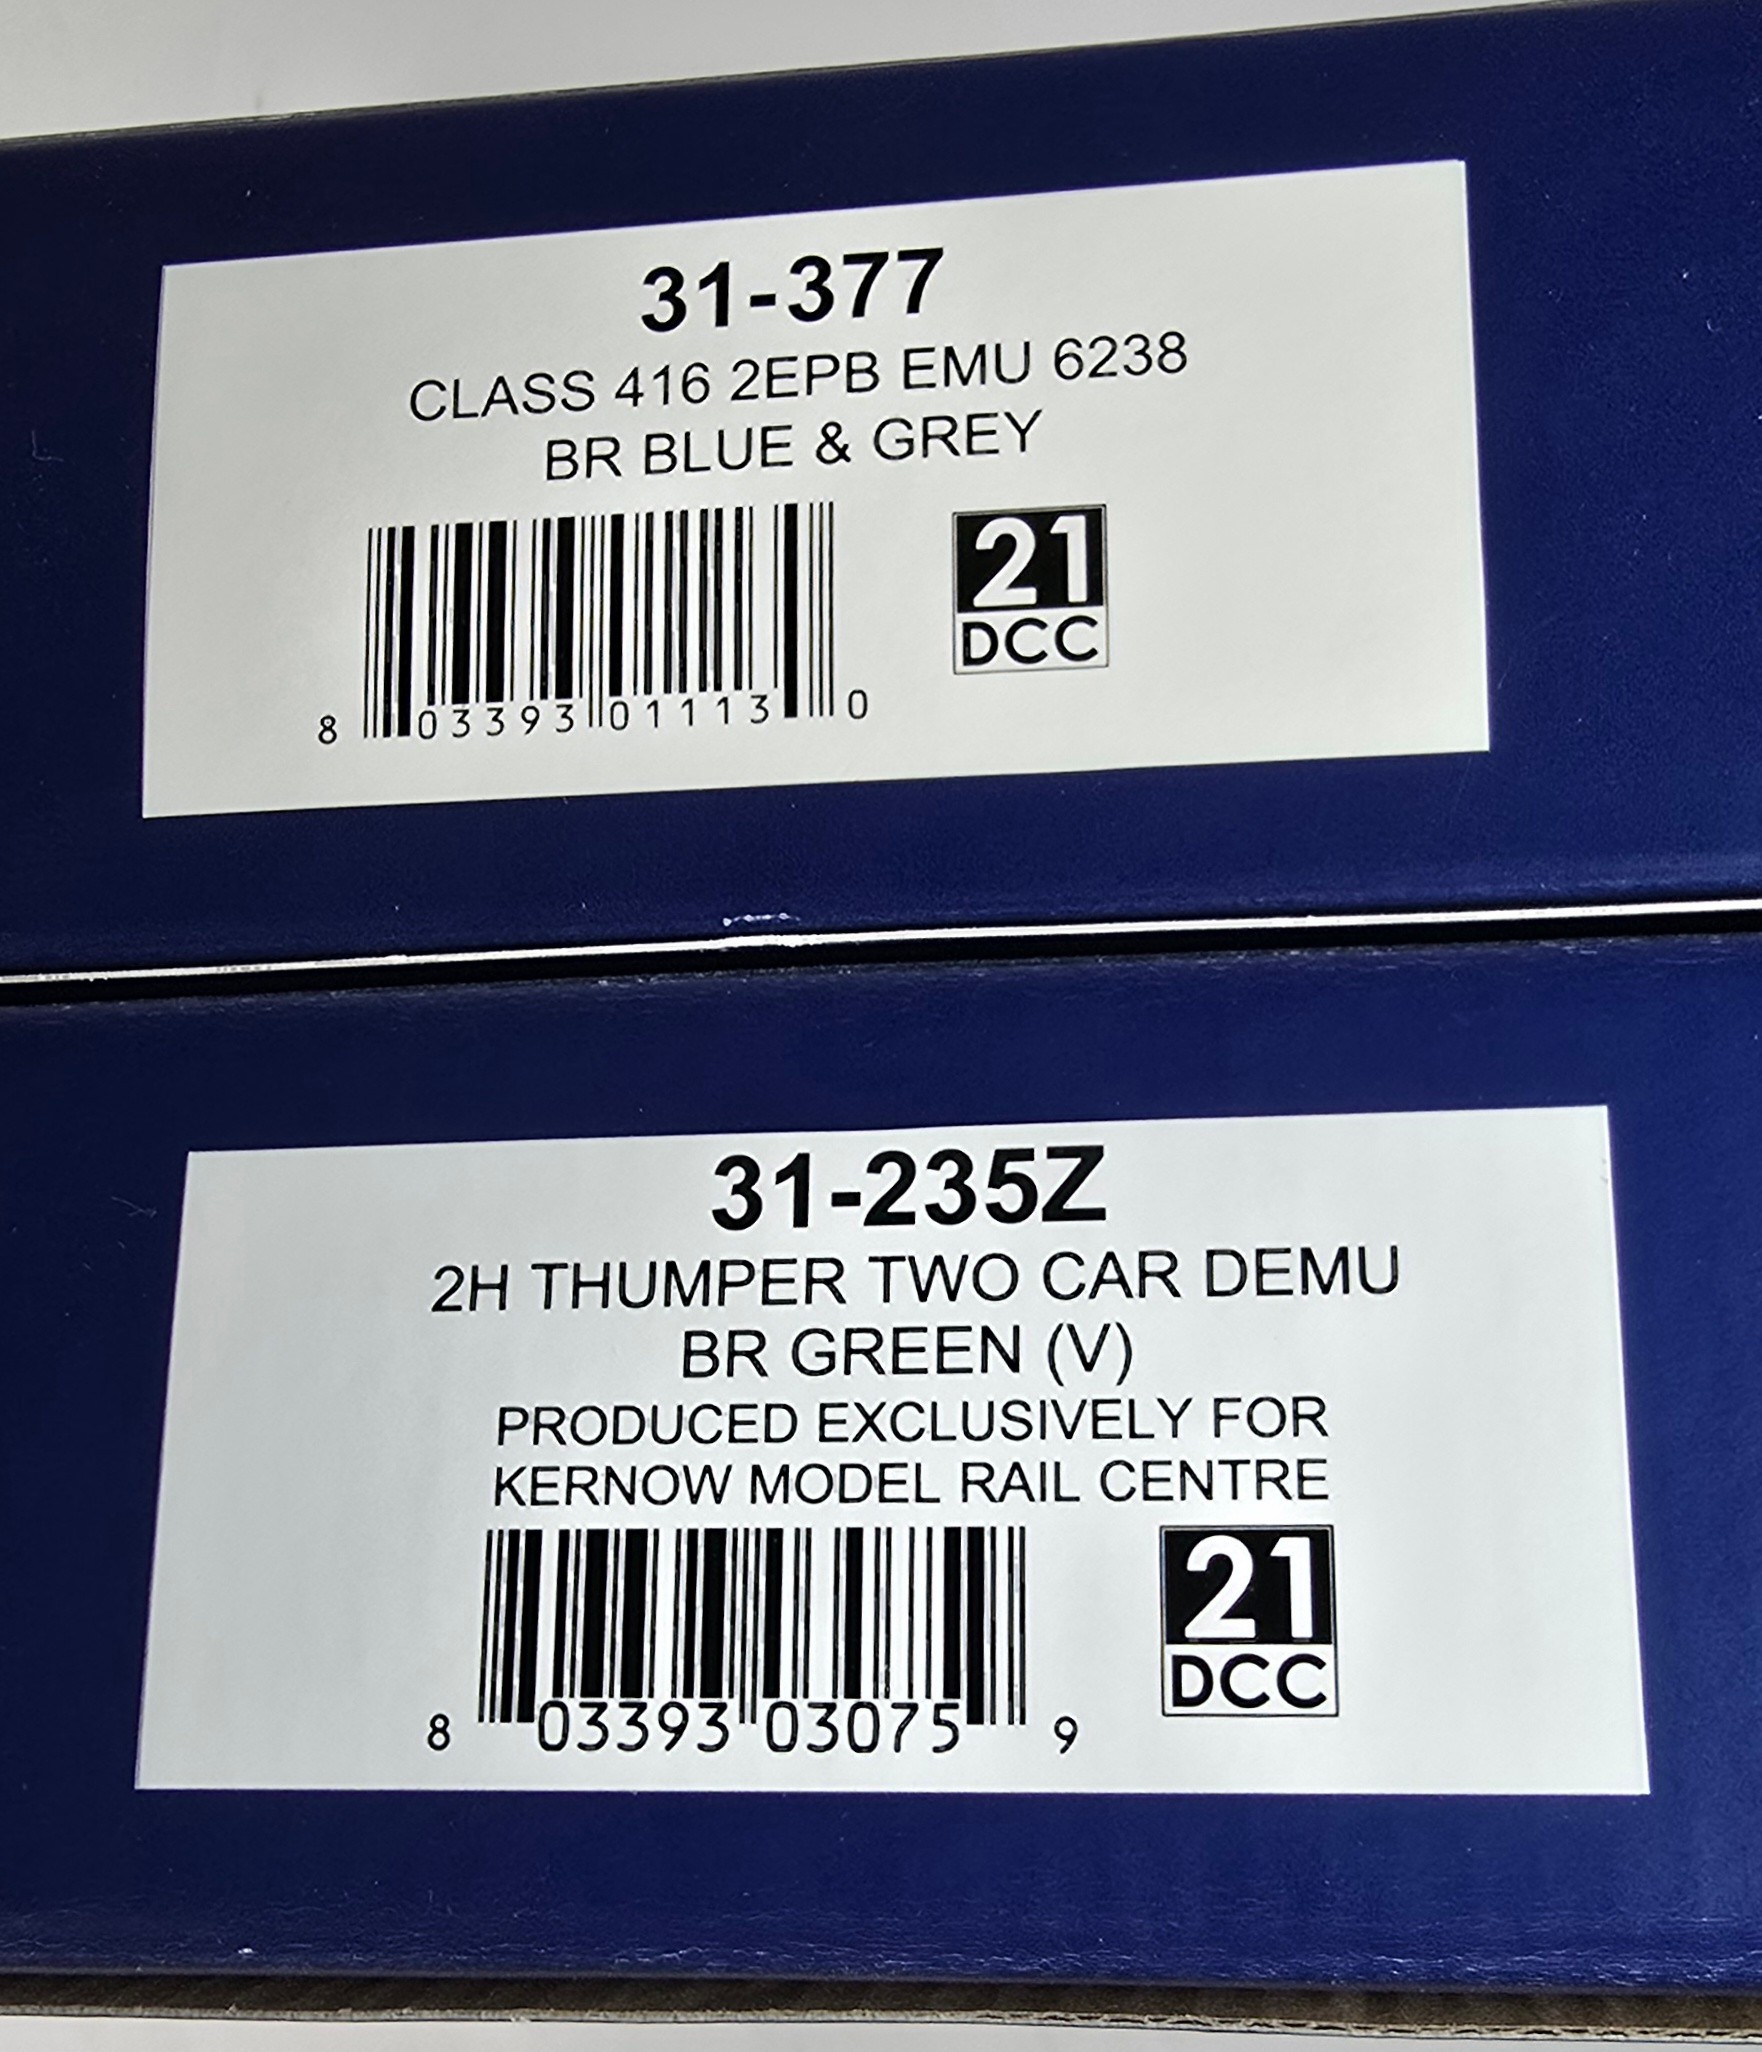 31-377
CLASS 416 2EPB EMU 6238
BR BLUE & GREY
21
DCC
8 033930 011130
31-235Z
2H THUMPER TWO CAR DEMU
BR GREEN (V)
PRODUCED EXCLUSIVELY FOR
KERNOW MODEL RAIL CENTRE
21
DCC
8 03393 03075 9